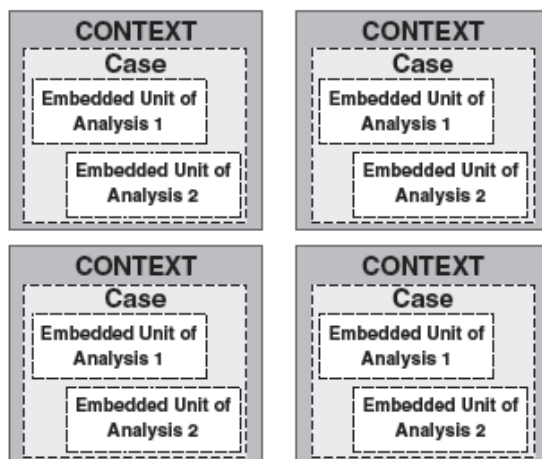 CONTEXT
Case
Embedded Unit of
Analysis 1
Embedded Unit of
Analysis 2
CONTEXT
Case
Embedded Unit of
Analysis 1
Embedded Unit of
Analysis 2
CONTEXT
Case
Embedded Unit of
Analysis 1
Embedded Unit of
Analysis 2
CONTEXT
Case
Embedded Unit of
Analysis 1
Embedded Unit of
Analysis 2